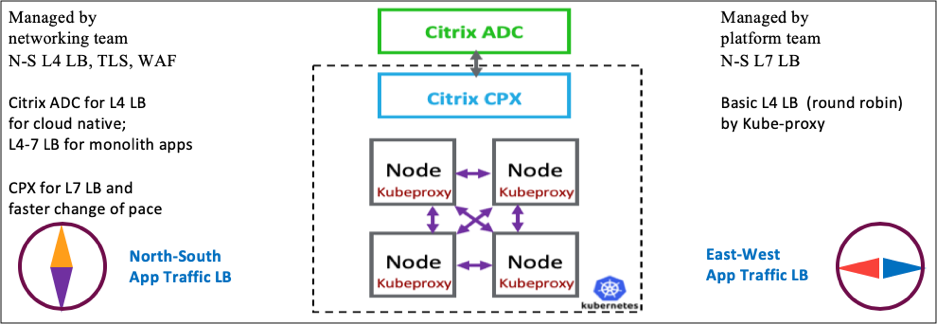 Managed by
networking team
N-S L4 LB, TLS, WAF
Citrix ADC for L4 LB
for cloud native;
L4-7 LB for monolith apps
CPX for L7 LB and
faster change of pace
North-South
App Traffic LB
Citrix ADC
Citrix CPX
Node
Kubeproxy
Node
Kubeproxy
Node
Kubeproxy
Node
Kubeproxy
kubernetes
Managed by
platform team
N-S L7 LB
Basic L4 LB (round robin)
by Kube-proxy
East-West
App Traffic LB